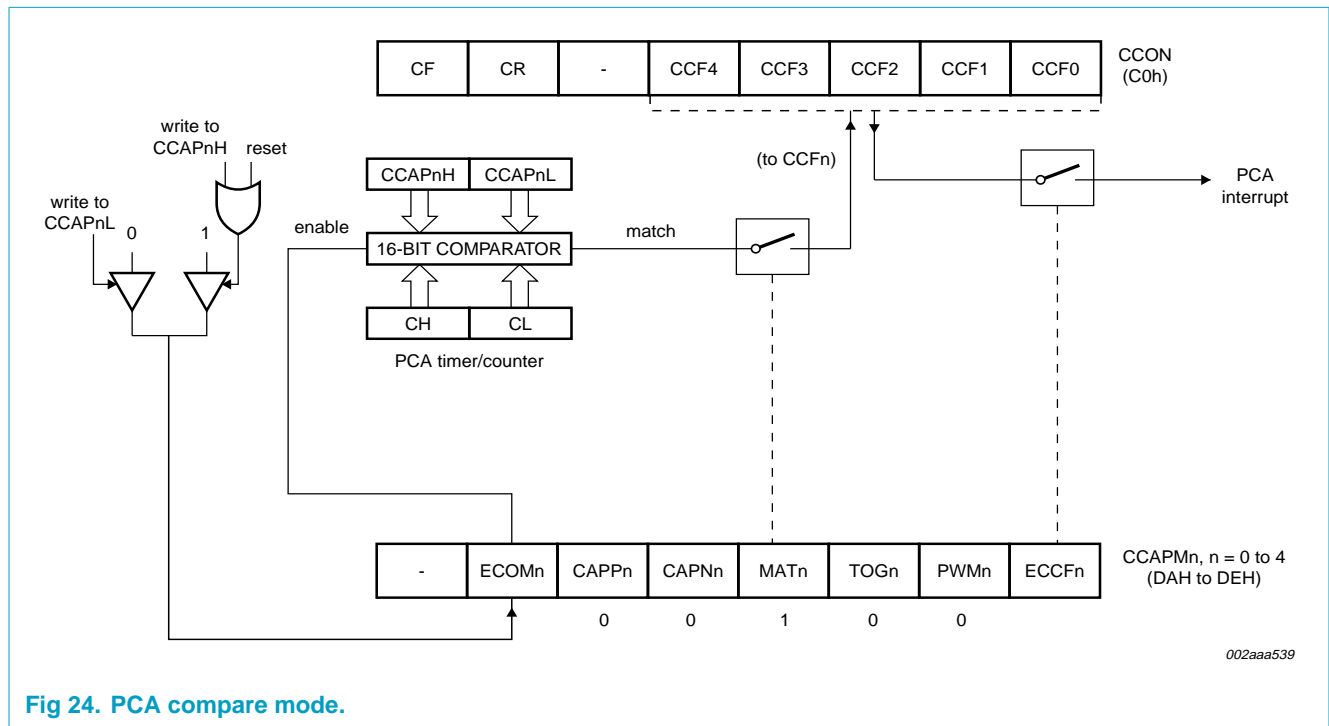 CF CR - CCF4 CCF3 CCF2 CCF1 CCF0
CCON
(C0h)
write to
CCAPnH reset
(to CCFn)
CCAPnH CCAPnL
PCA
interrupt
write to
CCAPnL
0 1
enable
16-BIT COMPARATOR
match
CH CL
PCA timer/counter
- ECOMn CAPPn CAPNn MATn TOGn PWMn ECCFn
CCAPMn, n = 0 to 4
(DAH to DEH)
0 0 1 0 0
002aaa539
Fig 24. PCA compare mode.